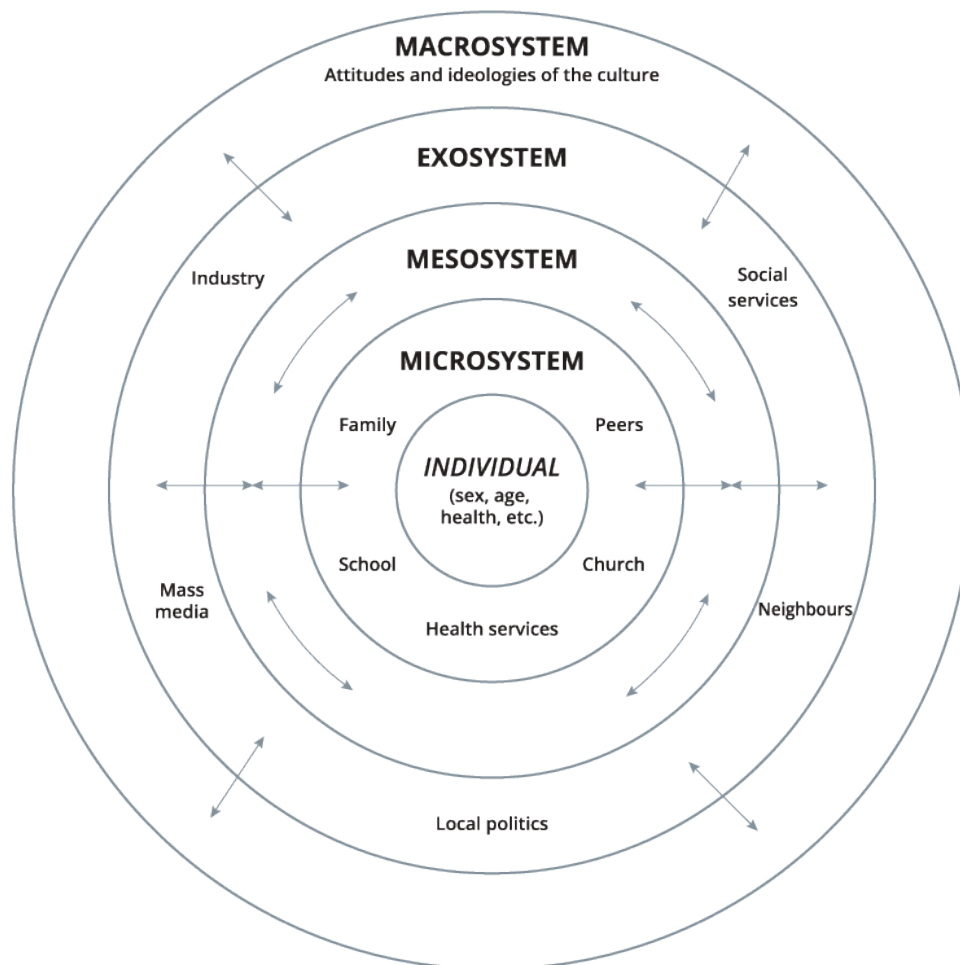 MACROSYSTEM
Attitudes and ideologies of the culture
EXOSYSTEM
MESOSYSTEM
Industry
Social
services
MICROSYSTEM
Family
Peers
INDIVIDUAL
(sex, age,
health, etc.)
School
Church
Mass
media
Neighbours
Health services
Local politics